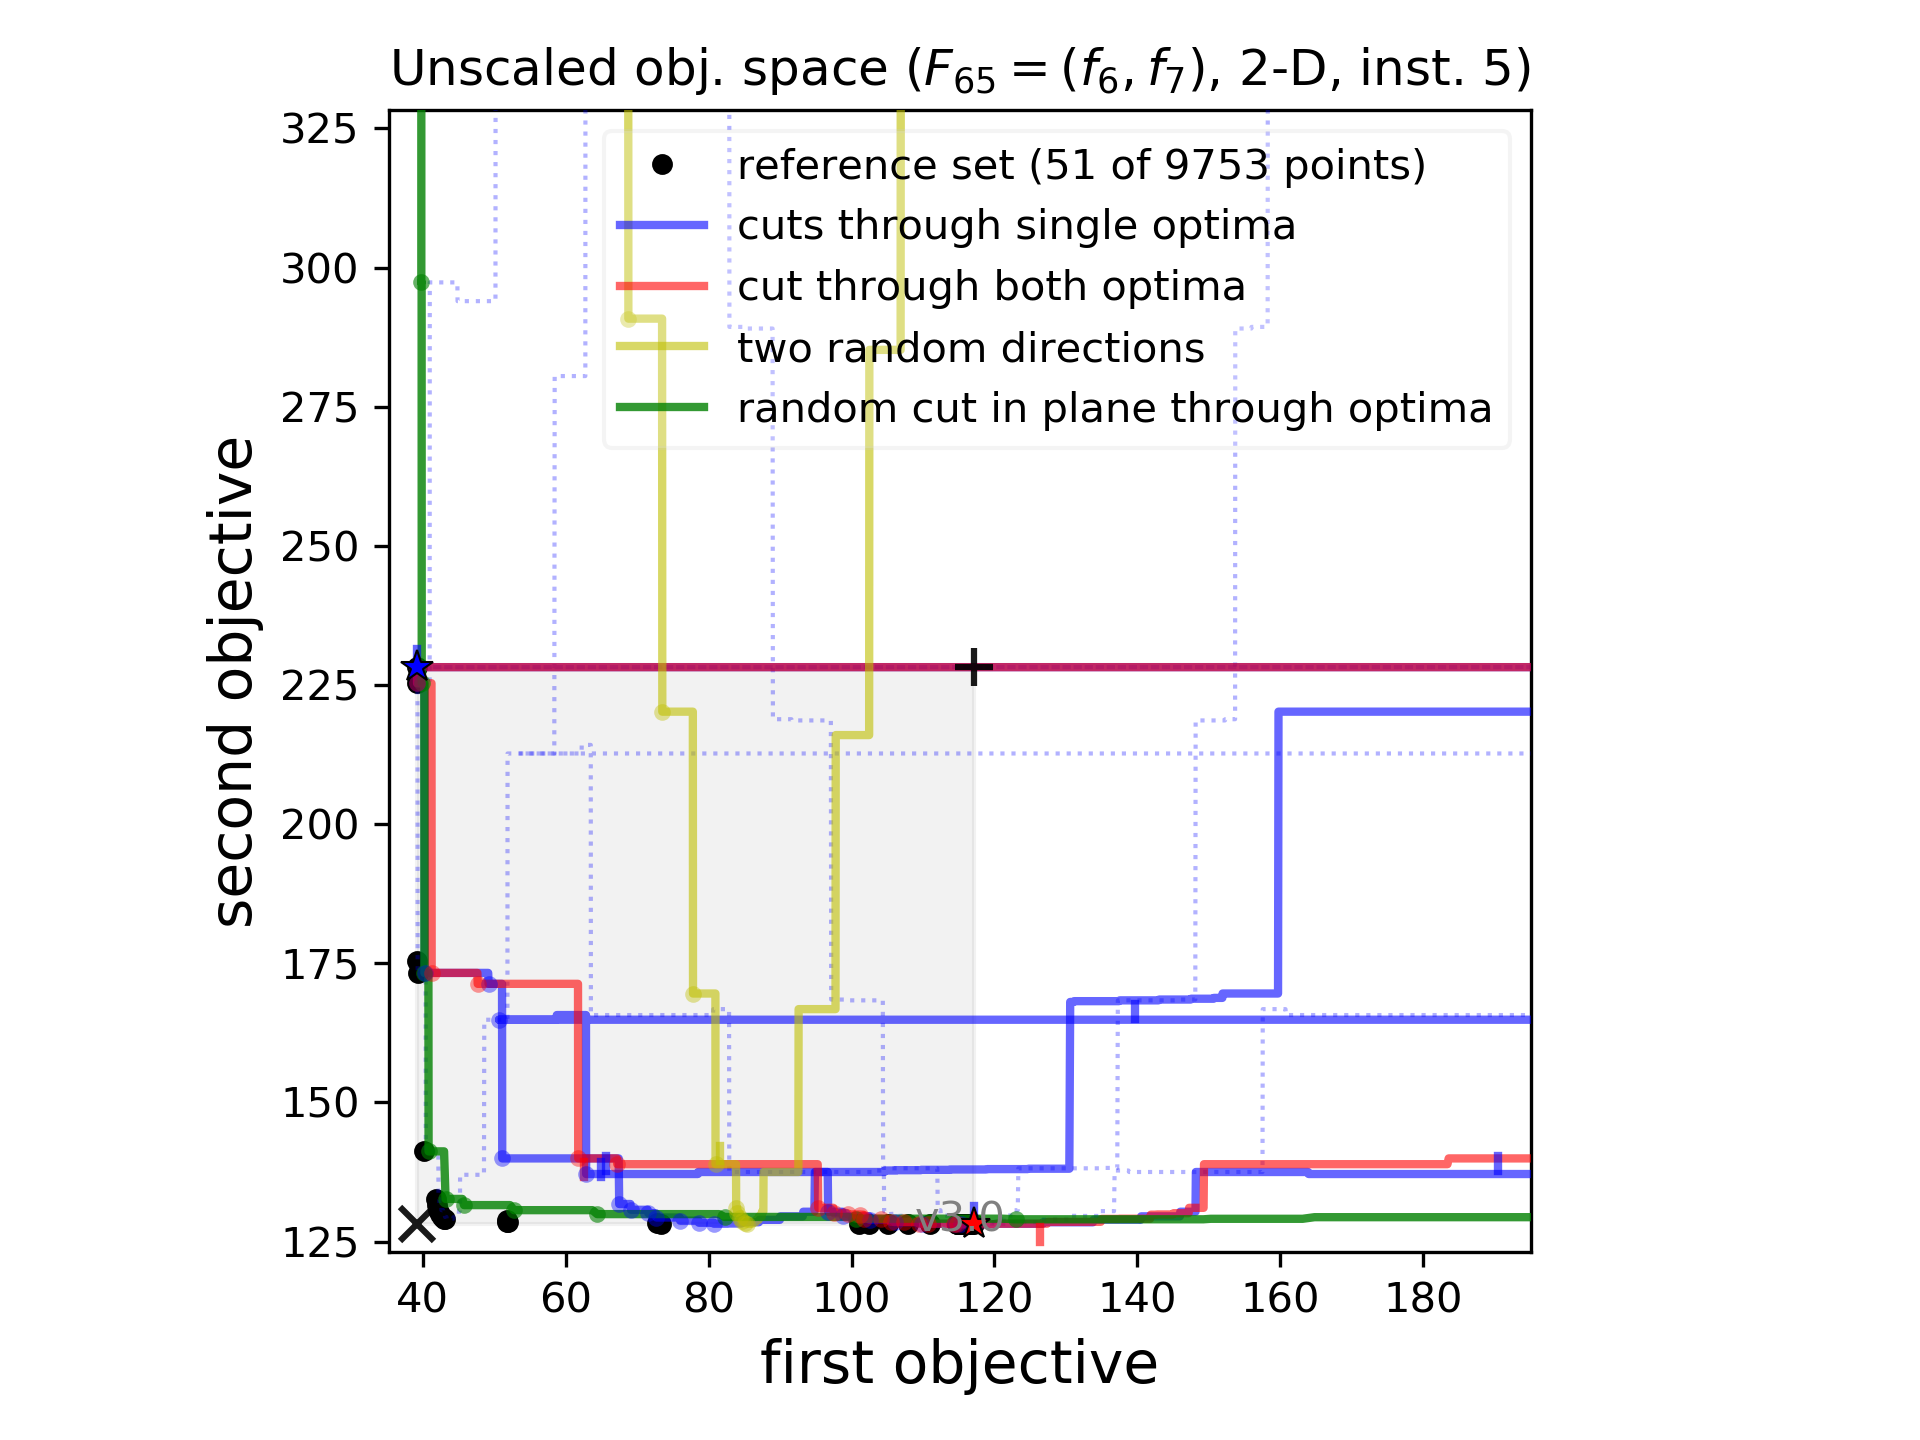 Unscaled obj. space (F₆₅ = (f₆, f₇), 2-D, inst. 5)
reference set (51 of 9753 points)
cuts through single optima
cut through both optima
two random directions
random cut in plane through optima
second objective
325
300
275
250
225
200
175
150
125
v3.0
40 60 80 100 120 140 160 180
first objective